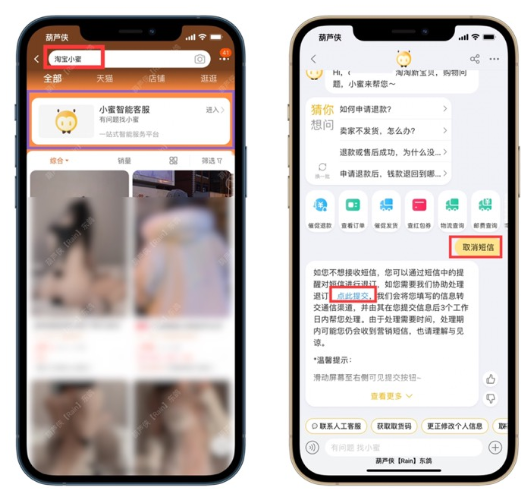 葫芦侠
淘宝小蜜
全部
天猫
店铺
逛逛
小蜜智能客服
进入
有问题找小蜜
一站式智能服务平台
综合
销量
筛选
葫芦侠
Hi,
淘淘新宝贝，购物问
题，小蜜来帮您~
猜你
想问
换一批
如何申请退款?
卖家不发货，怎么办?
退款或售后成功，为什么没...
申请退后，钱款退回到哪...
催促退款
查看订单
催促发货
查红包券
物流查询
邮费查询
取消短信
如您不想接收短信，您可以通过短信中的提
醒对短信进行退订，如您需要我们协助处理
退订，点此提交，我们会将您填写的信息转
交通信渠道，并由其在您提交信息后3个工作
日内帮您处理。由于处理需要时间，处理期
内可能您仍会收到营销短信，也请理解与见
谅。
*温馨提示：
滑动屏幕至右侧可见提交按钮~
查看更多
联系人工客服
获取取货码
更正修改个人信息
有问题 找小蜜
葫芦侠【Rain】东鸽